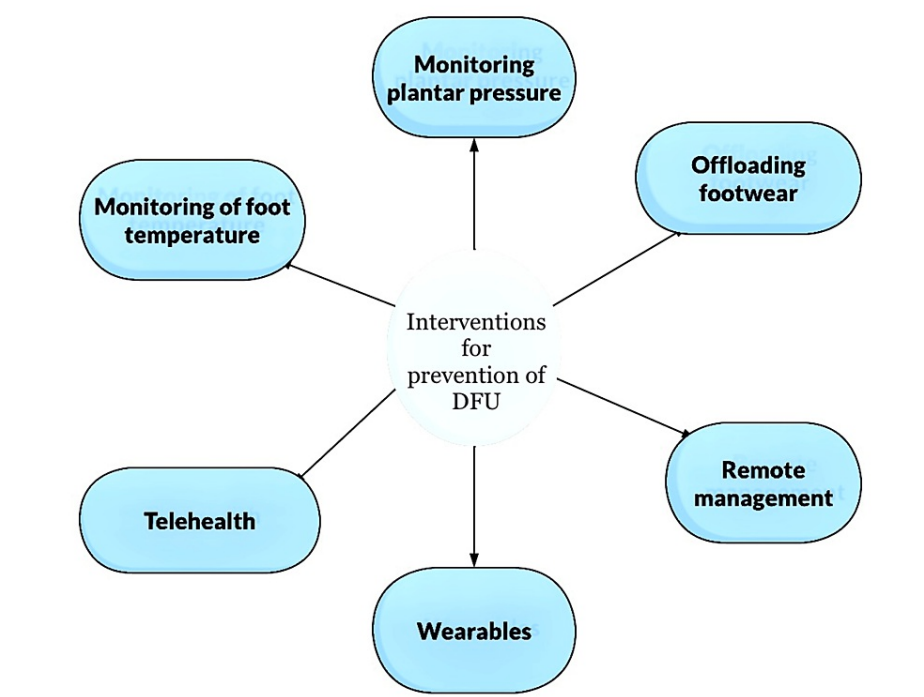 Monitoring
plantar pressure
Offloading
footwear
Monitoring of foot
temperature
Interventions
for
prevention of
DFU
Remote
management
Telehealth
Wearables